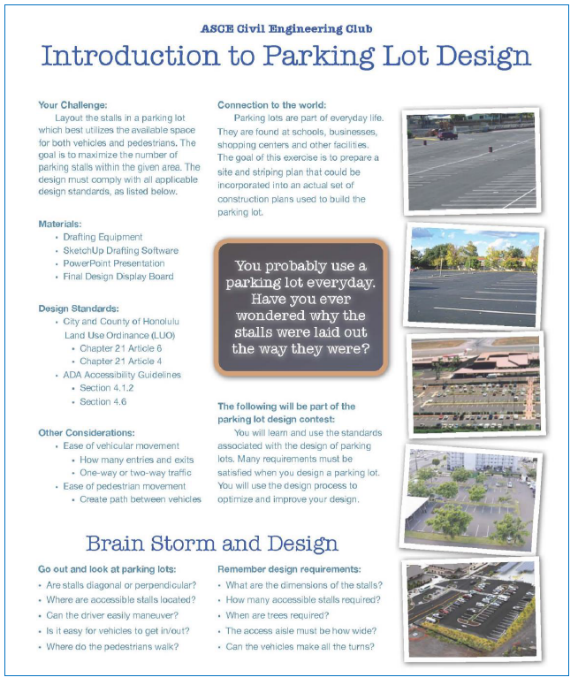 ASCE Civil Engineering Club
Introduction to Parking Lot Design
Your Challenge:
Layout the stalls in a parking lot
which best utilizes the available space
for both vehicles and pedestrians. The
goal is to maximize the number of
parking stalls within the given area. The
design must comply with all applicable
design standards, as listed below.
Materials:
• Drafting Equipment
• SketchUp Drafting Software
• PowerPoint Presentation
• Final Design Display Board
Design Standards:
• City and County of Honolulu
Land Use Ordinance (LUO)
• Chapter 21 Article 6
• Chapter 21 Article 4
• ADA Accessibility Guidelines
• Section 4.1.2
• Section 4.6
Other Considerations:
• Ease of vehicular movement
• How many entries and exits
• One-way or two-way traffic
• Ease of pedestrian movement
• Create path between vehicles
Connection to the world:
Parking lots are part of everyday life.
They are found at schools, businesses,
shopping centers and other facilities.
The goal of this exercise is to prepare a
site and striping plan that could be
incorporated into an actual set of
construction plans used to build the
parking lot.
You probably use a
parking lot everyday.
Have you ever
wondered why the
stalls were laid out
the way they were?
The following will be part of the
parking lot design contest:
You will learn and use the standards
associated with the design of parking
lots. Many requirements must be
satisfied when you design a parking lot.
You will use the design process to
optimize and improve your design.
Brain Storm and Design
Go out and look at parking lots:
• Are stalls diagonal or perpendicular?
• Where are accessible stalls located?
• Can the driver easily maneuver?
• Is it easy for vehicles to get in/out?
• Where do the pedestrians walk?
Remember design requirements:
• What are the dimensions of the stalls?
• How many accessible stalls required?
• When are trees required?
• The access aisle must be how wide?
• Can the vehicles make all the turns?